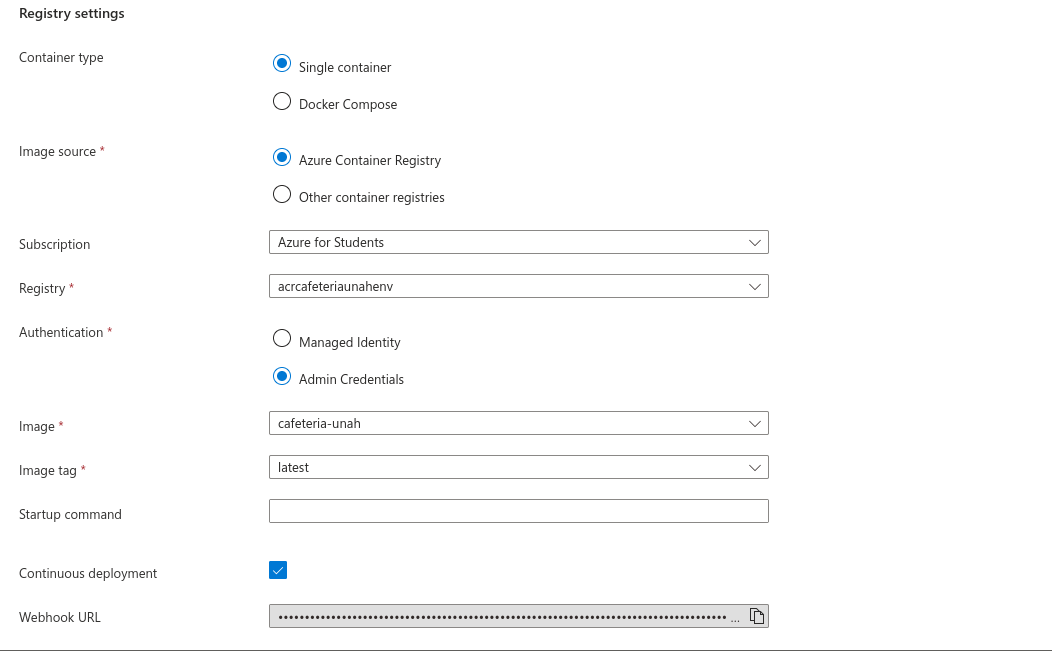 Registry settings
Container type
Single container
Docker Compose
Image source *
Azure Container Registry
Other container registries
Subscription
Azure for Students
Registry *
acrcafeteriaunahenv
Authentication *
Managed Identity
Admin Credentials
Image *
cafeteria-unah
Image tag *
latest
Startup command
Continuous deployment
Webhook URL